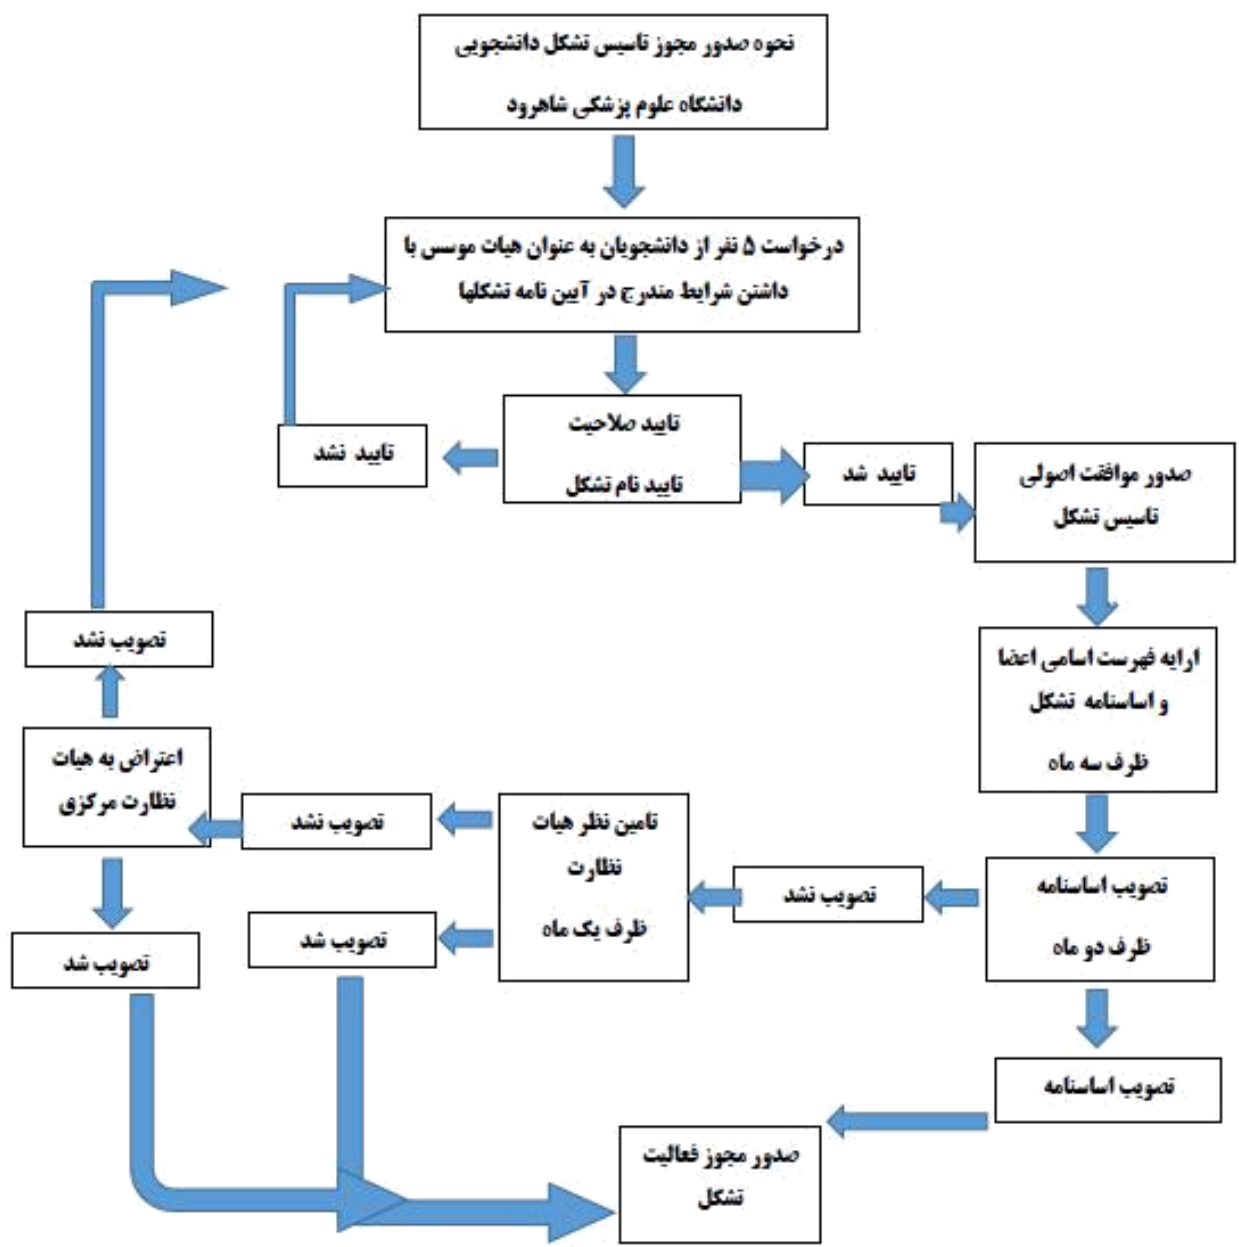 نحوه صدور مجوز تاسیس تشکل دانشجویی
دانشگاه علوم پزشکی شاهرود
درخواست ۵ نفر از دانشجویان به عنوان هیات موسس با
داشتن شرایط مندرج در آیین نامه تشکلها
تایید صلاحیت
تایید نام تشکل
تایید نشد
تایید شد
صدور موافقت اصولی
تاسیس تشکل
ارایه فهرست اسامی اعضا
و اساسنامه تشکل
ظرف سه ماه
تصویب اساسنامه
ظرف دو ماه
تصویب نشد
تامین نظر هیات
نظارت
ظرف یک ماه
تصویب نشد
تصویب شد
اعتراض به هیات
نظارت مرکزی
تصویب نشد
تصویب شد
تصویب اساسنامه
صدور مجوز فعالیت
تشکل